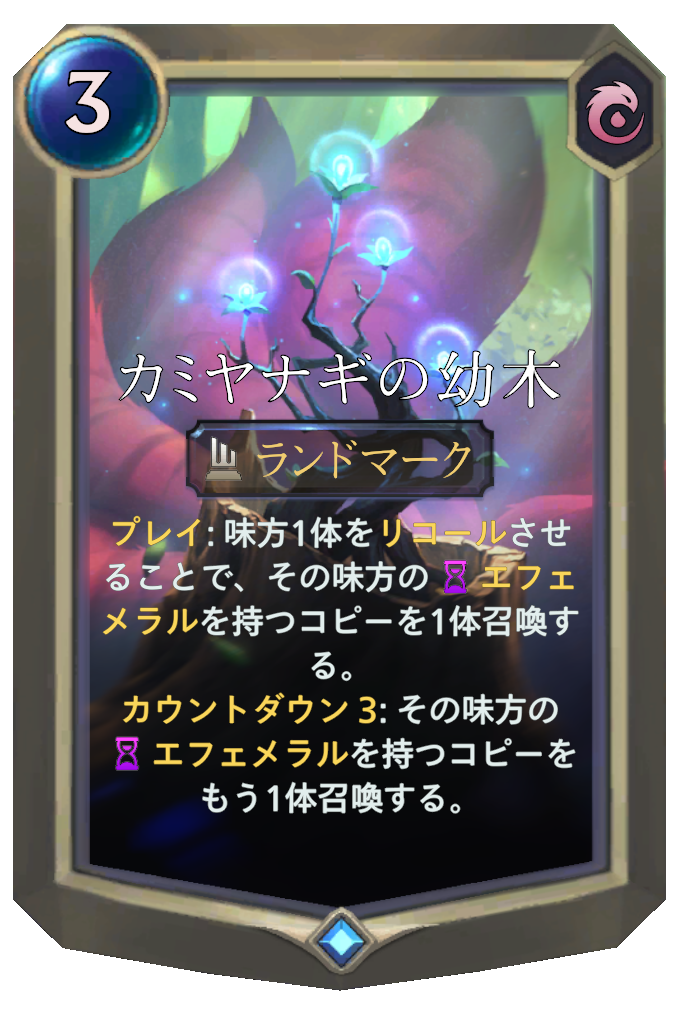 3
カミヤナギの幼木
ランドマーク
プレイ: 味方1体をリコールさせ
ることで、その味方の エフェ
メラルを持つコピーを1体召喚す
る。
カウントダウン 3: その味方の
エフェメラルを持つコピーを
もう1体召喚する。